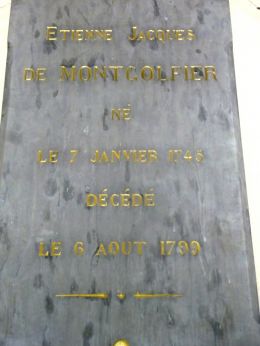 ETIENNE JACQUES
DE MONTGOLFIER
NÉ
LE 7 JANVIER 1745
DÉCÉDÉ
LE 6 AOUT 1799